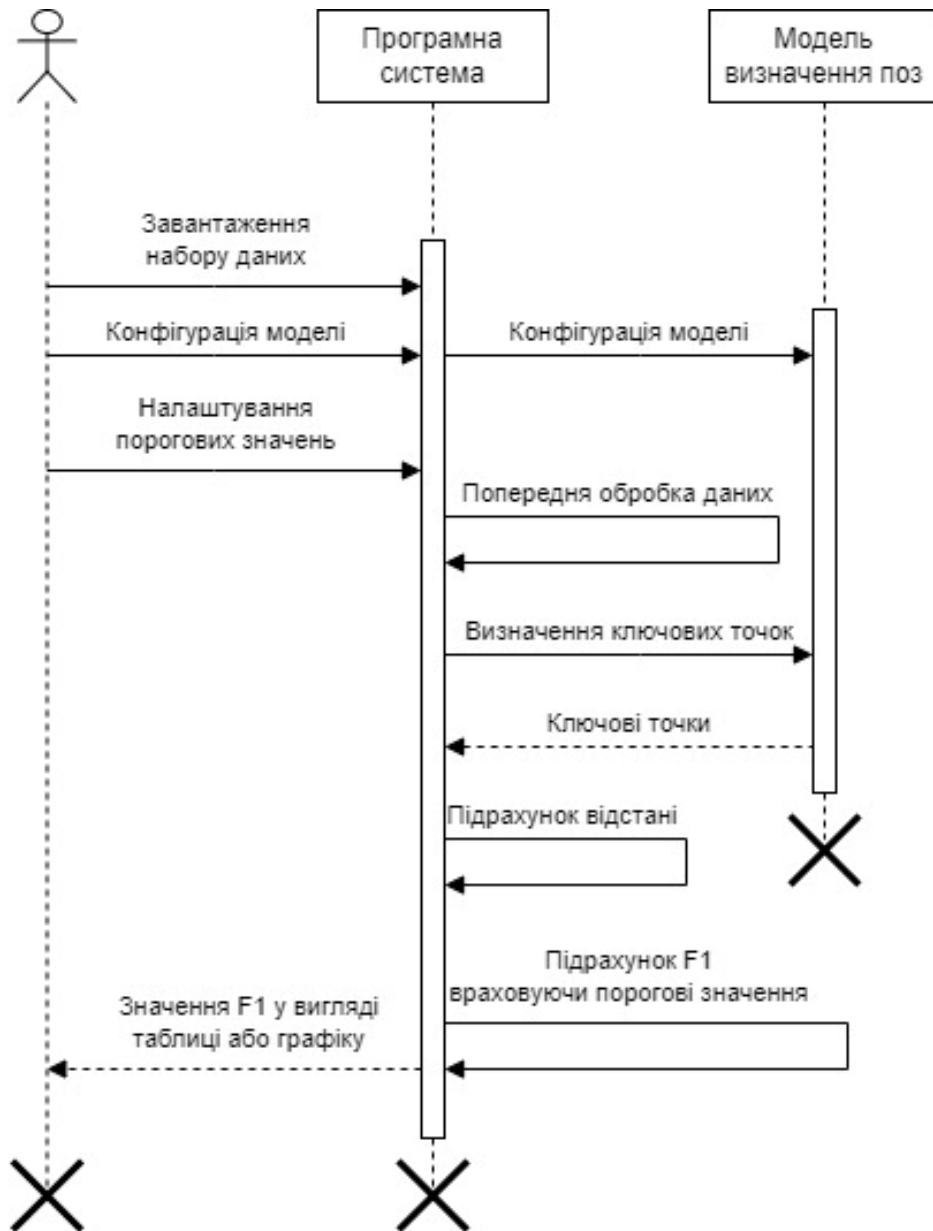 Програмна
система
Модель
визначення поз
Завантаження
набору даних
Конфігурація моделі
Конфігурація моделі
Налаштування
порогових значень
Попередня обробка даних
Визначення ключових точок
Ключові точки
Підрахунок відстані
Підрахунок F1
враховуючи порогові значення
Значення F1 у вигляді
таблиці або графіку